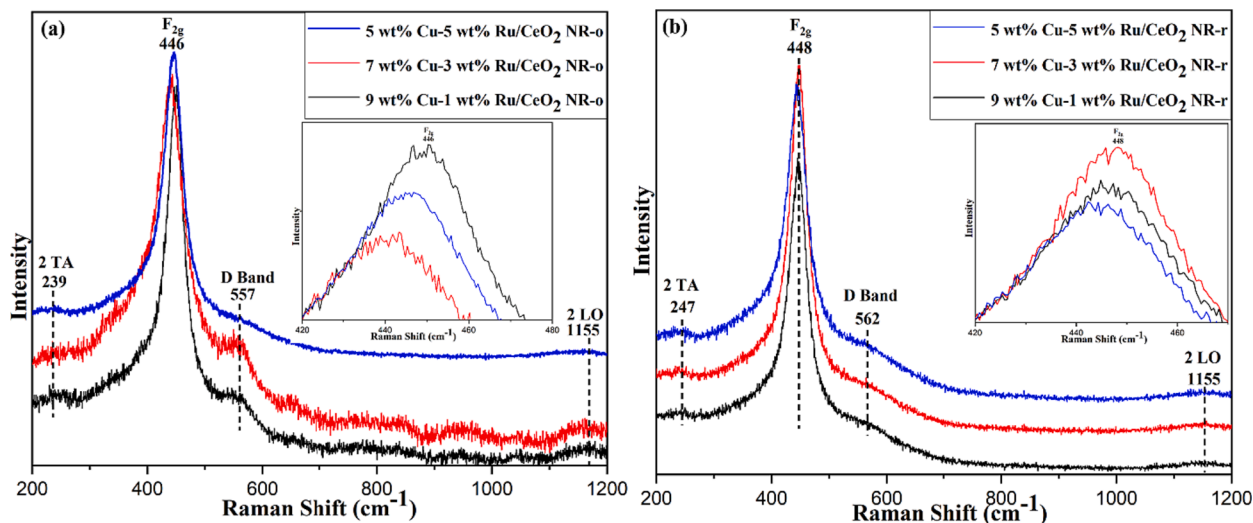 (a)
F2g
446
5 wt% Cu-5 wt% Ru/CeO2 NR-o
7 wt% Cu-3 wt% Ru/CeO2 NR-o
9 wt% Cu-1 wt% Ru/CeO2 NR-o
F2g
446
Intensity
420 440 460 480
Raman Shift (cm-1)
2 TA
239
D Band
557
2 LO
1155
Intensity
200 400 600 800 1000 1200
Raman Shift (cm-1)
(b)
F2g
448
5 wt% Cu-5 wt% Ru/CeO2 NR-r
7 wt% Cu-3 wt% Ru/CeO2 NR-r
9 wt% Cu-1 wt% Ru/CeO2 NR-r
F2g
448
Intensity
420 440 460
Raman Shift (cm-1)
2 TA
247
D Band
562
2 LO
1155
Intensity
200 400 600 800 1000 1200
Raman Shift (cm-1)